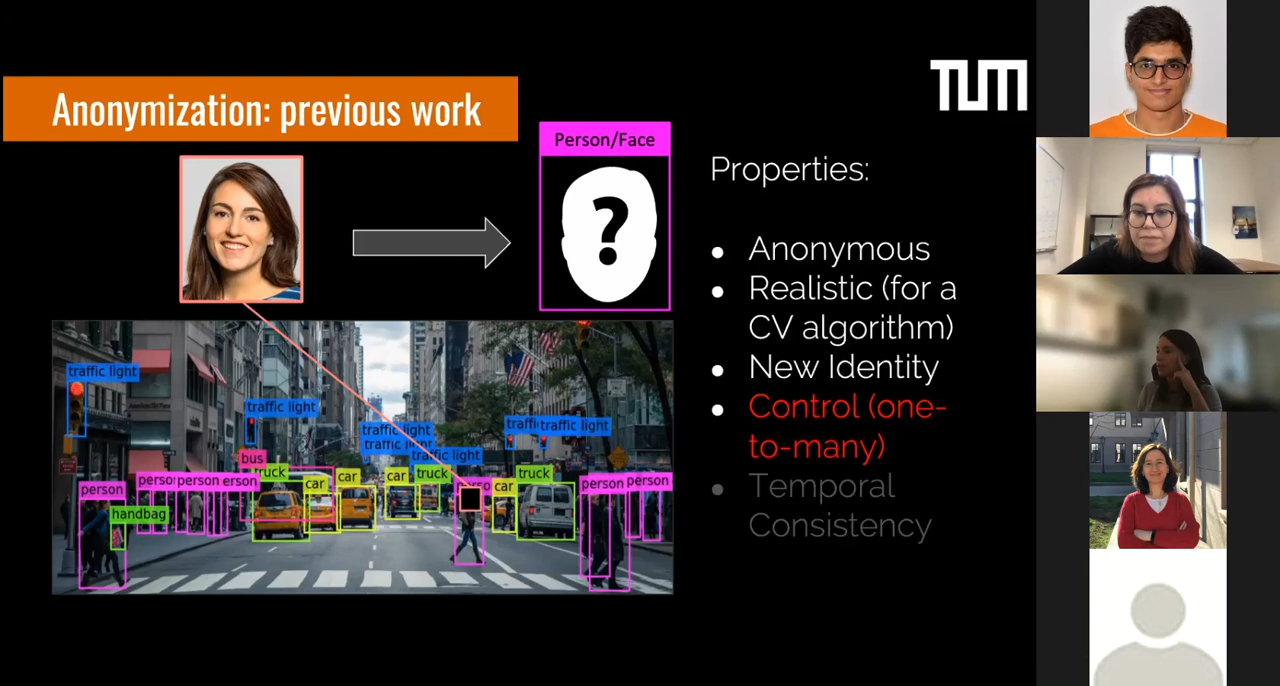 TUM
Anonymization: previous work
Person/Face
?
Properties:
Anonymous
Realistic (for a
CV algorithm)
New Identity
Control (one-
to-many)
Temporal
Consistency
traffic light
traffic light
traffic light
traffic light
traffic light
traffic light
traffic light
bus
truck
car
car
car
truck
car
truck
person
person
person
person
person
handbag